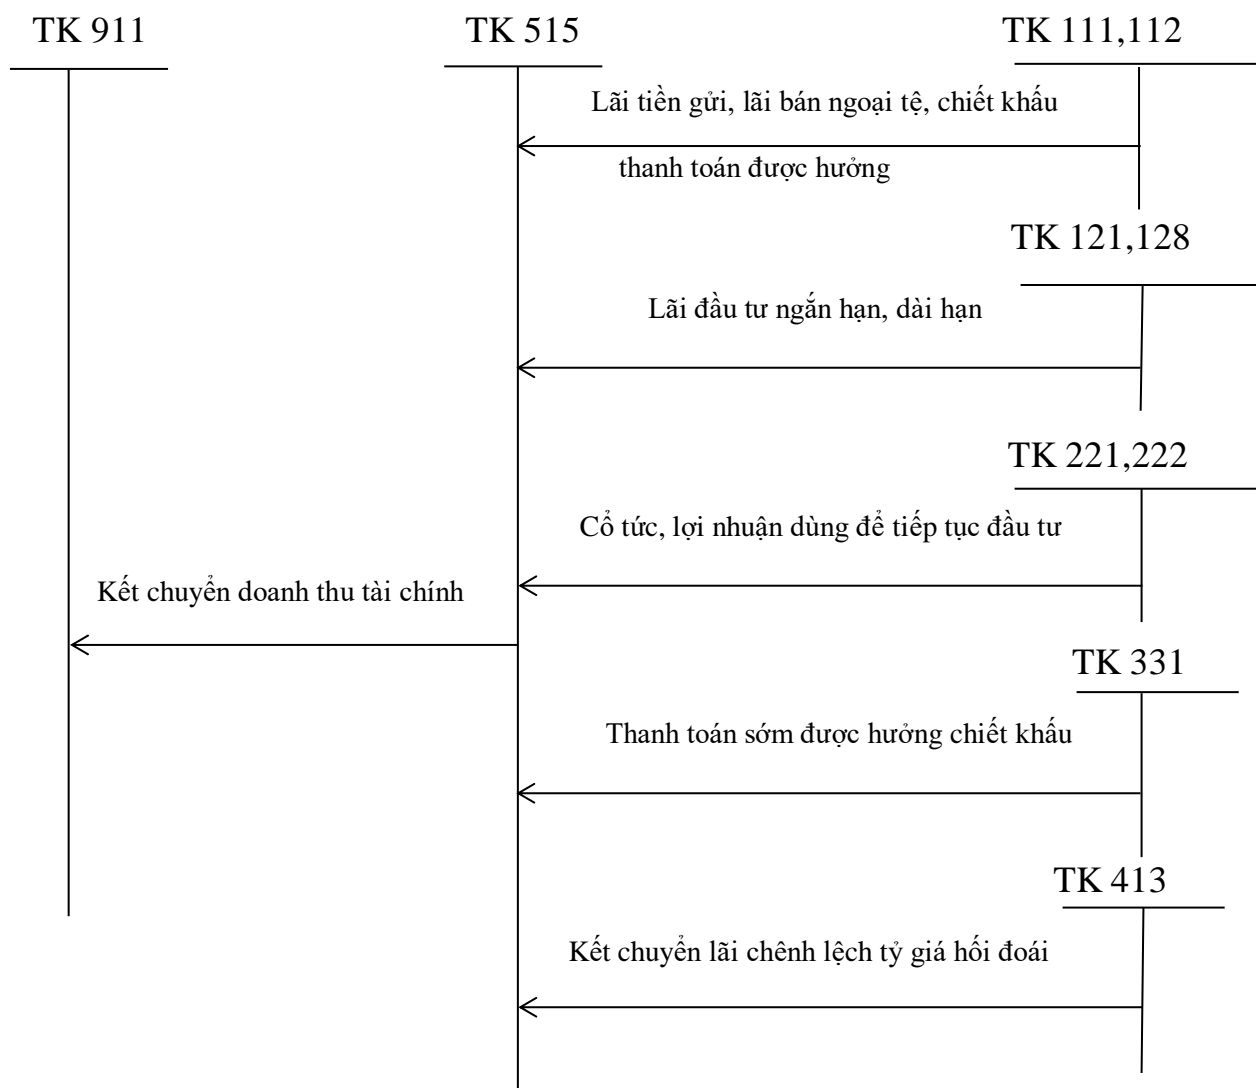 TK 911
TK 515
TK 111,112
Lãi tiền gửi, lãi bán ngoại tệ, chiết khấu
thanh toán được hưởng
TK 121,128
Lãi đầu tư ngắn hạn, dài hạn
TK 221,222
Cổ tức, lợi nhuận dùng để tiếp tục đầu tư
Kết chuyển doanh thu tài chính
TK 331
Thanh toán sớm được hưởng chiết khấu
TK 413
Kết chuyển lãi chênh lệch tỷ giá hối đoái